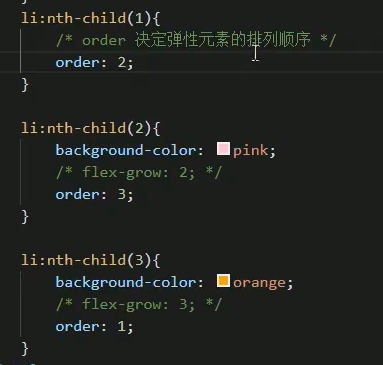 li:nth-child(1){
/* order 决定弹性元素的排列顺序 */
order: 2;
}
li:nth-child(2){
background-color: pink;
/* flex-grow: 2; */
order: 3;
}
li:nth-child(3){
background-color: orange;
/* flex-grow: 3; */
order: 1;
}